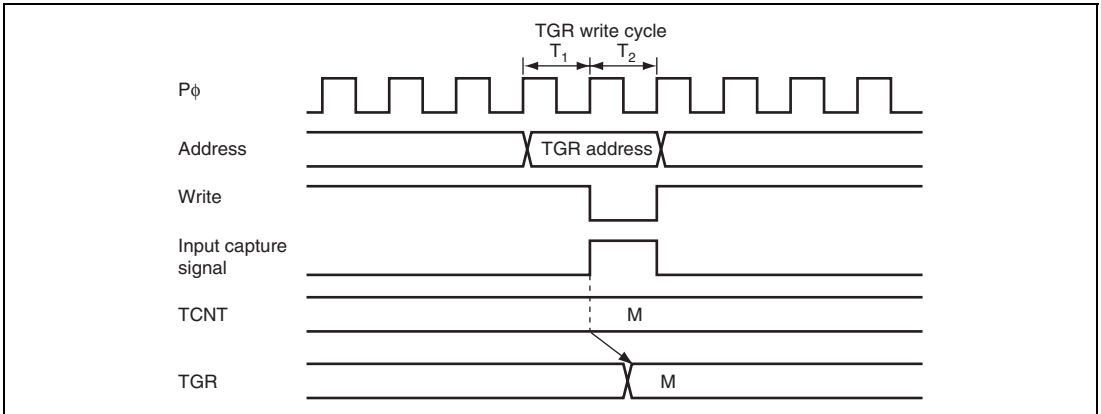 TGR write cycle
T1 T2
Pϕ
Address
TGR address
Write
Input capture
signal
TCNT
M
TGR
M